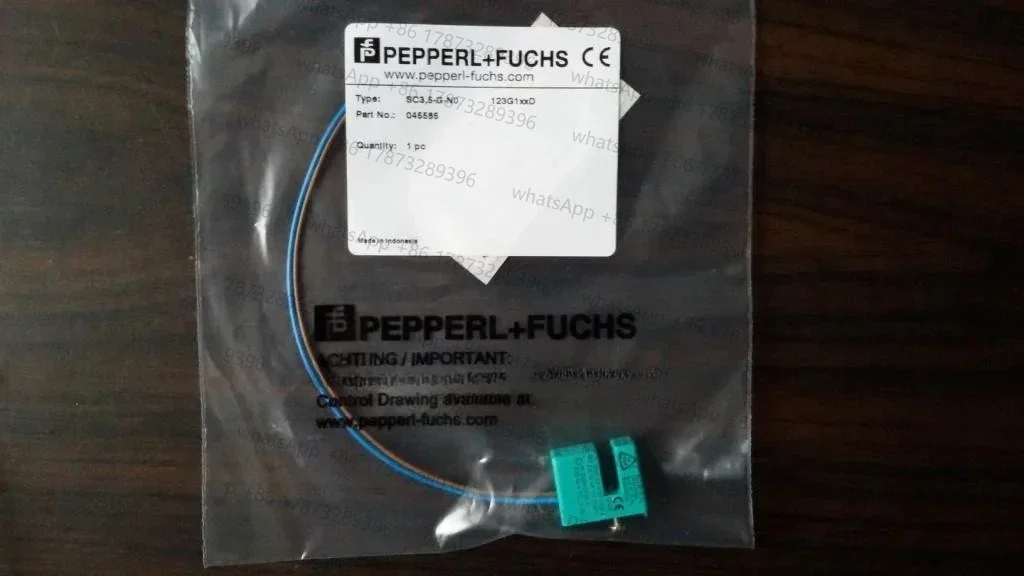 PEPPERL+FUCHS CE
www.pepperl-fuchs.com
Type: SC3,5-G-N0 123G1xxD
Part No.: 045585
Quantity: 1 pc
Made in Indonesia
PEPPERL+FUCHS
ACHTUNG / IMPORTANT:
Control Drawing available at:
www.pepperl-fuchs.com
CE
whatsApp +86 17873289396